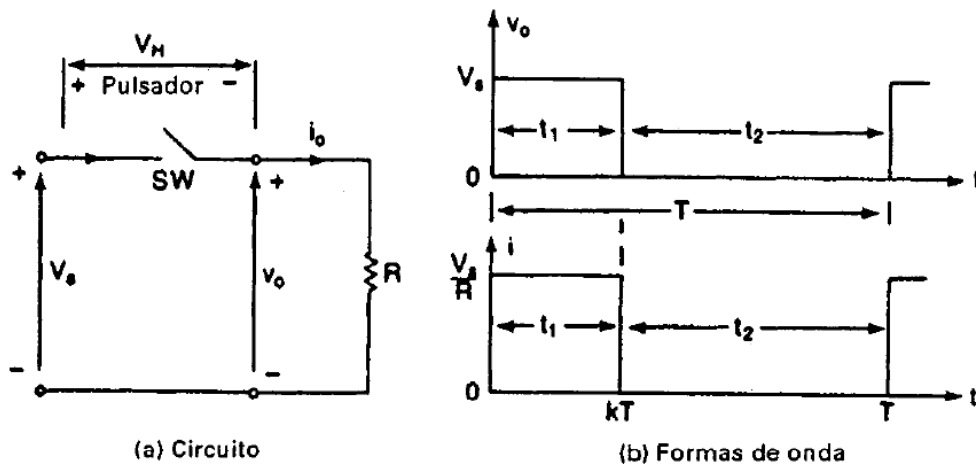 V_H
+ Pulsador -
i_o
+
SW
+
V_s
v_o
R
-
-
(a) Circuito
v_o
V_s
t_1
t_2
0
t
T
i
V_s
R
t_1
t_2
0
kT
T
t
(b) Formas de onda